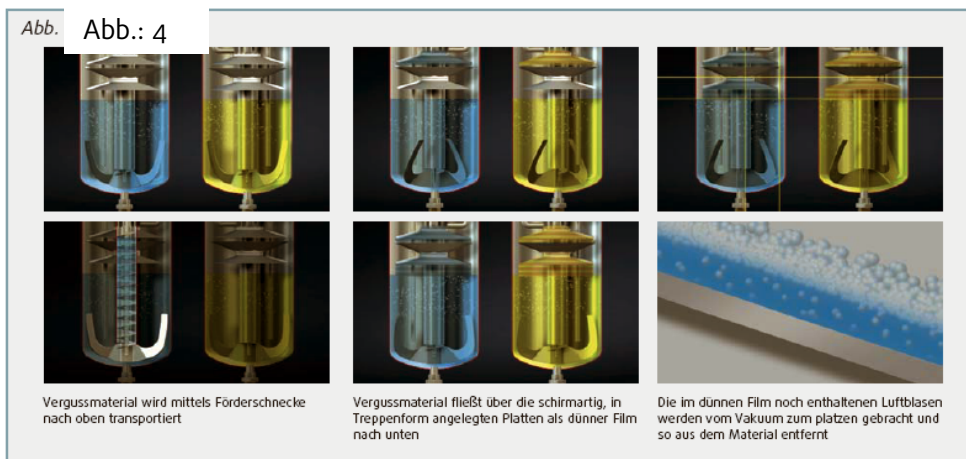 Abb.
Abb.: 4
Vergussmaterial wird mittels Förderschnecke
nach oben transportiert
Vergussmaterial fließt über die schirmartig, in
Treppenform angelegten Platten als dünner Film
nach unten
Die im dünnen Film noch enthaltenen Luftblasen
werden vom Vakuum zum platzen gebracht und
so aus dem Material entfernt